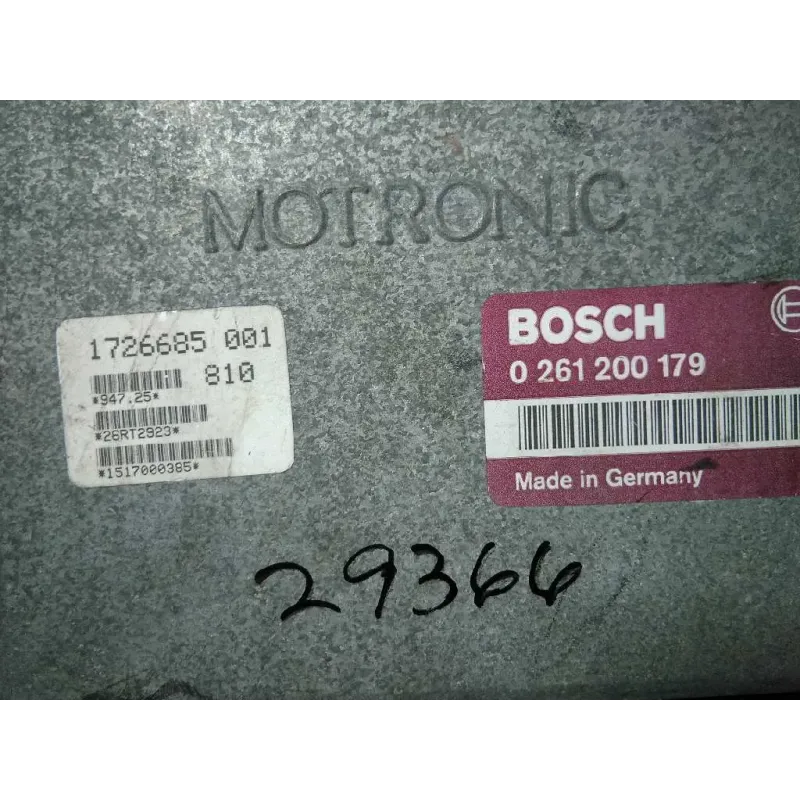 MOTRONIC
1726685 001
810
*947.25*
*26RT2923*
*1517000385*
BOSCH
0 261 200 179
Made in Germany
29366